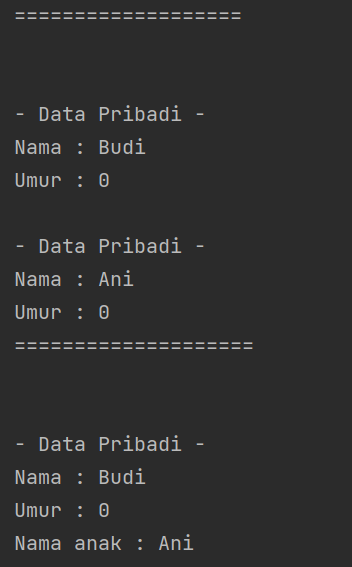 ===================
- Data Pribadi -
Nama : Budi
Umur : 0
- Data Pribadi -
Nama : Ani
Umur : 0
====================
- Data Pribadi -
Nama : Budi
Umur : 0
Nama anak : Ani